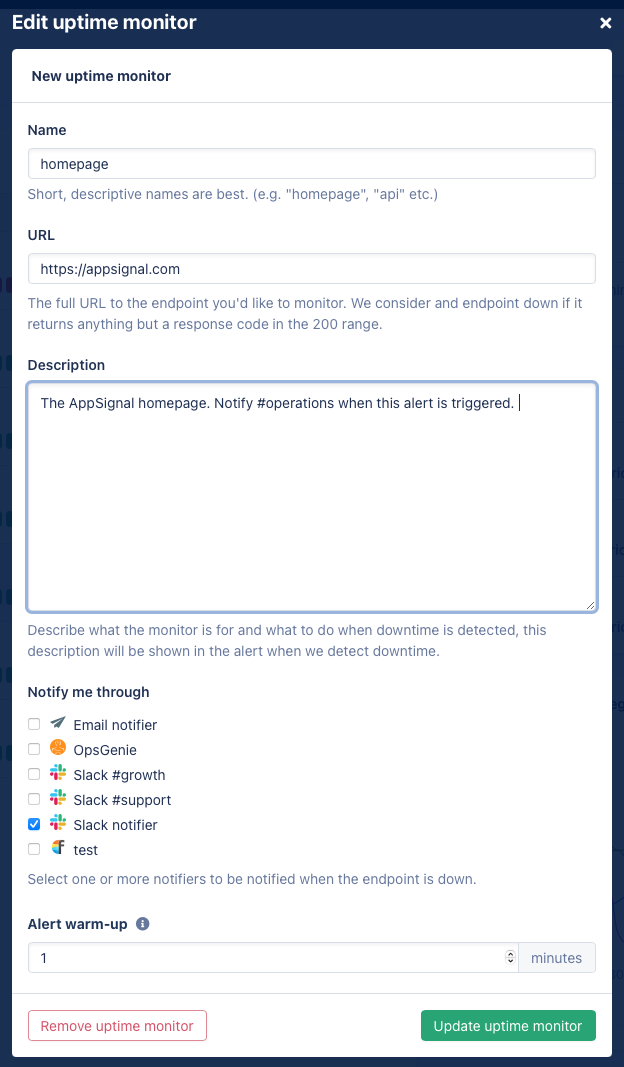 Edit uptime monitor
New uptime monitor
Name
homepage
Short, descriptive names are best. (e.g. "homepage", "api" etc.)
URL
https://appsignal.com
The full URL to the endpoint you'd like to monitor. We consider and endpoint down if it
returns anything but a response code in the 200 range.
Description
The AppSignal homepage. Notify #operations when this alert is triggered.
Describe what the monitor is for and what to do when downtime is detected, this
description will be shown in the alert when we detect downtime.
Notify me through
Email notifier
OpsGenie
Slack #growth
Slack #support
Slack notifier
test
Select one or more notifiers to be notified when the endpoint is down.
Alert warm-up
1 minutes
Remove uptime monitor Update uptime monitor